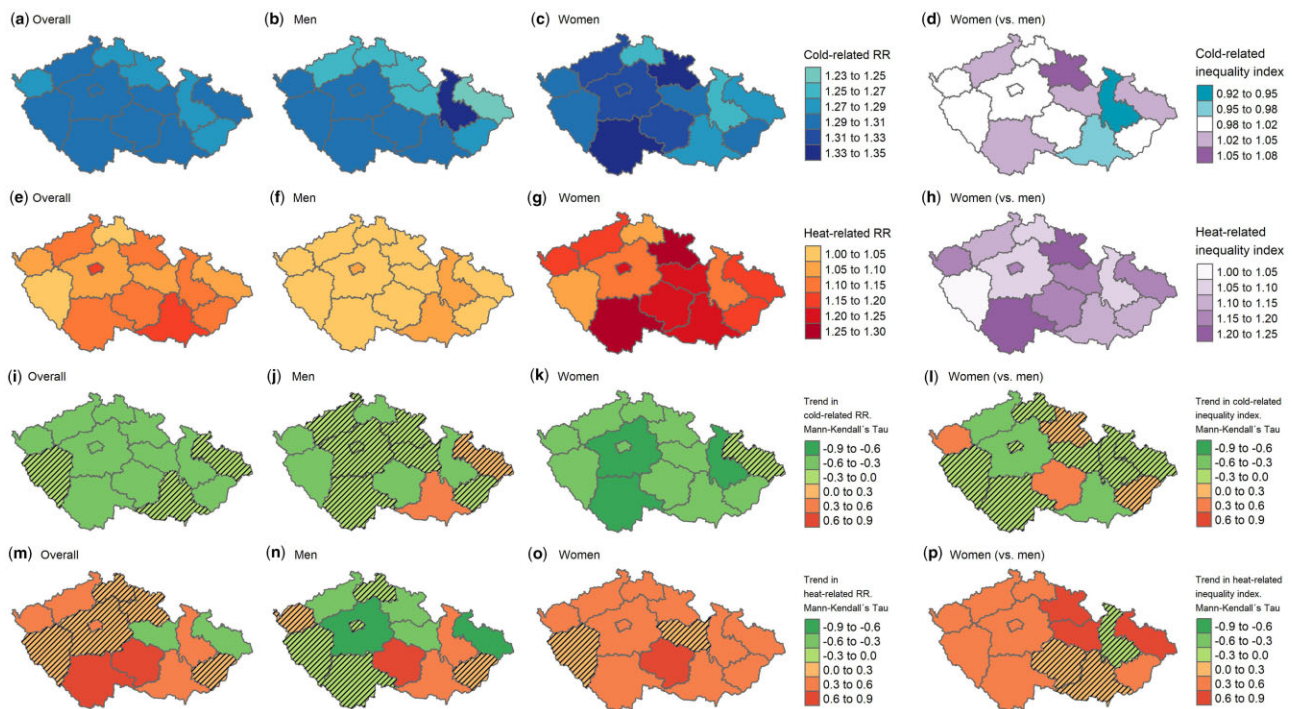 (a) Overall
(b) Men
(c) Women
(d) Women (vs. men)
Cold-related RR
1.23 to 1.25
1.25 to 1.27
1.27 to 1.29
1.29 to 1.31
1.31 to 1.33
1.33 to 1.35
Cold-related
inequality index
0.92 to 0.95
0.95 to 0.98
0.98 to 1.02
1.02 to 1.05
1.05 to 1.08
(e) Overall
(f) Men
(g) Women
(h) Women (vs. men)
Heat-related RR
1.00 to 1.05
1.05 to 1.10
1.10 to 1.15
1.15 to 1.20
1.20 to 1.25
1.25 to 1.30
Heat-related
inequality index
1.00 to 1.05
1.05 to 1.10
1.10 to 1.15
1.15 to 1.20
1.20 to 1.25
(i) Overall
(j) Men
(k) Women
(l) Women (vs. men)
Trend in
cold-related RR.
Mann-Kendall´s Tau
-0.9 to -0.6
-0.6 to -0.3
-0.3 to 0.0
0.0 to 0.3
0.3 to 0.6
0.6 to 0.9
Trend in cold-related
inequality index.
Mann-Kendall´s Tau
-0.9 to -0.6
-0.6 to -0.3
-0.3 to 0.0
0.0 to 0.3
0.3 to 0.6
0.6 to 0.9
(m) Overall
(n) Men
(o) Women
(p) Women (vs. men)
Trend in
heat-related RR.
Mann-Kendall´s Tau
-0.9 to -0.6
-0.6 to -0.3
-0.3 to 0.0
0.0 to 0.3
0.3 to 0.6
0.6 to 0.9
Trend in heat-related
inequality index.
Mann-Kendall´s Tau
-0.9 to -0.6
-0.6 to -0.3
-0.3 to 0.0
0.0 to 0.3
0.3 to 0.6
0.6 to 0.9